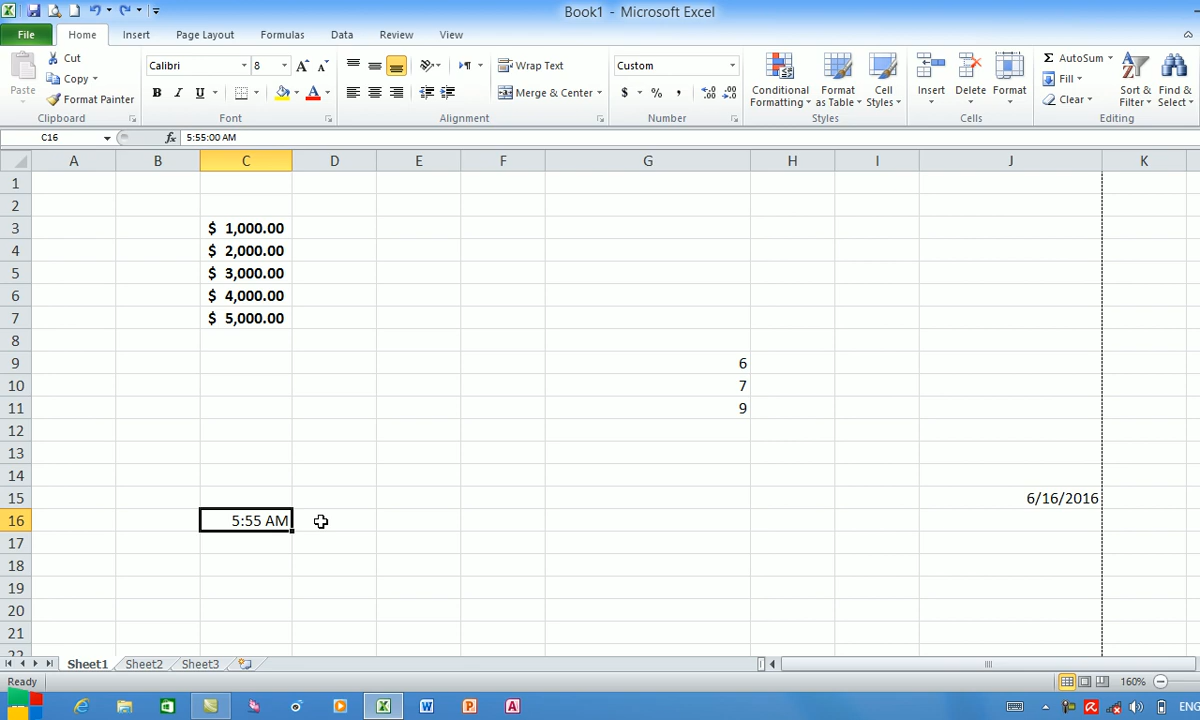 Book1 - Microsoft Excel
File Home Insert Page Layout Formulas Data Review View
Paste
Cut
Copy
Format Painter
Clipboard
Calibri 8 A A
B I U A
Font
Wrap Text
Merge & Center
Alignment
Custom
$ % , .00 .00
Number
Conditional Formatting
Format as Table
Cell Styles
Styles
Insert Delete Format
Cells
Σ AutoSum
Fill
Clear
Sort & Filter
Find & Select
Editing
C16 fx 5:55:00 AM
A B C D E F G H I J K
1
2
3 $ 1,000.00
4 $ 2,000.00
5 $ 3,000.00
6 $ 4,000.00
7 $ 5,000.00
8
9 6
10 7
11 9
12
13
14
15 6/16/2016
16 5:55 AM
17
18
19
20
21
22
Sheet1 Sheet2 Sheet3
Ready 160%
W P A ENG